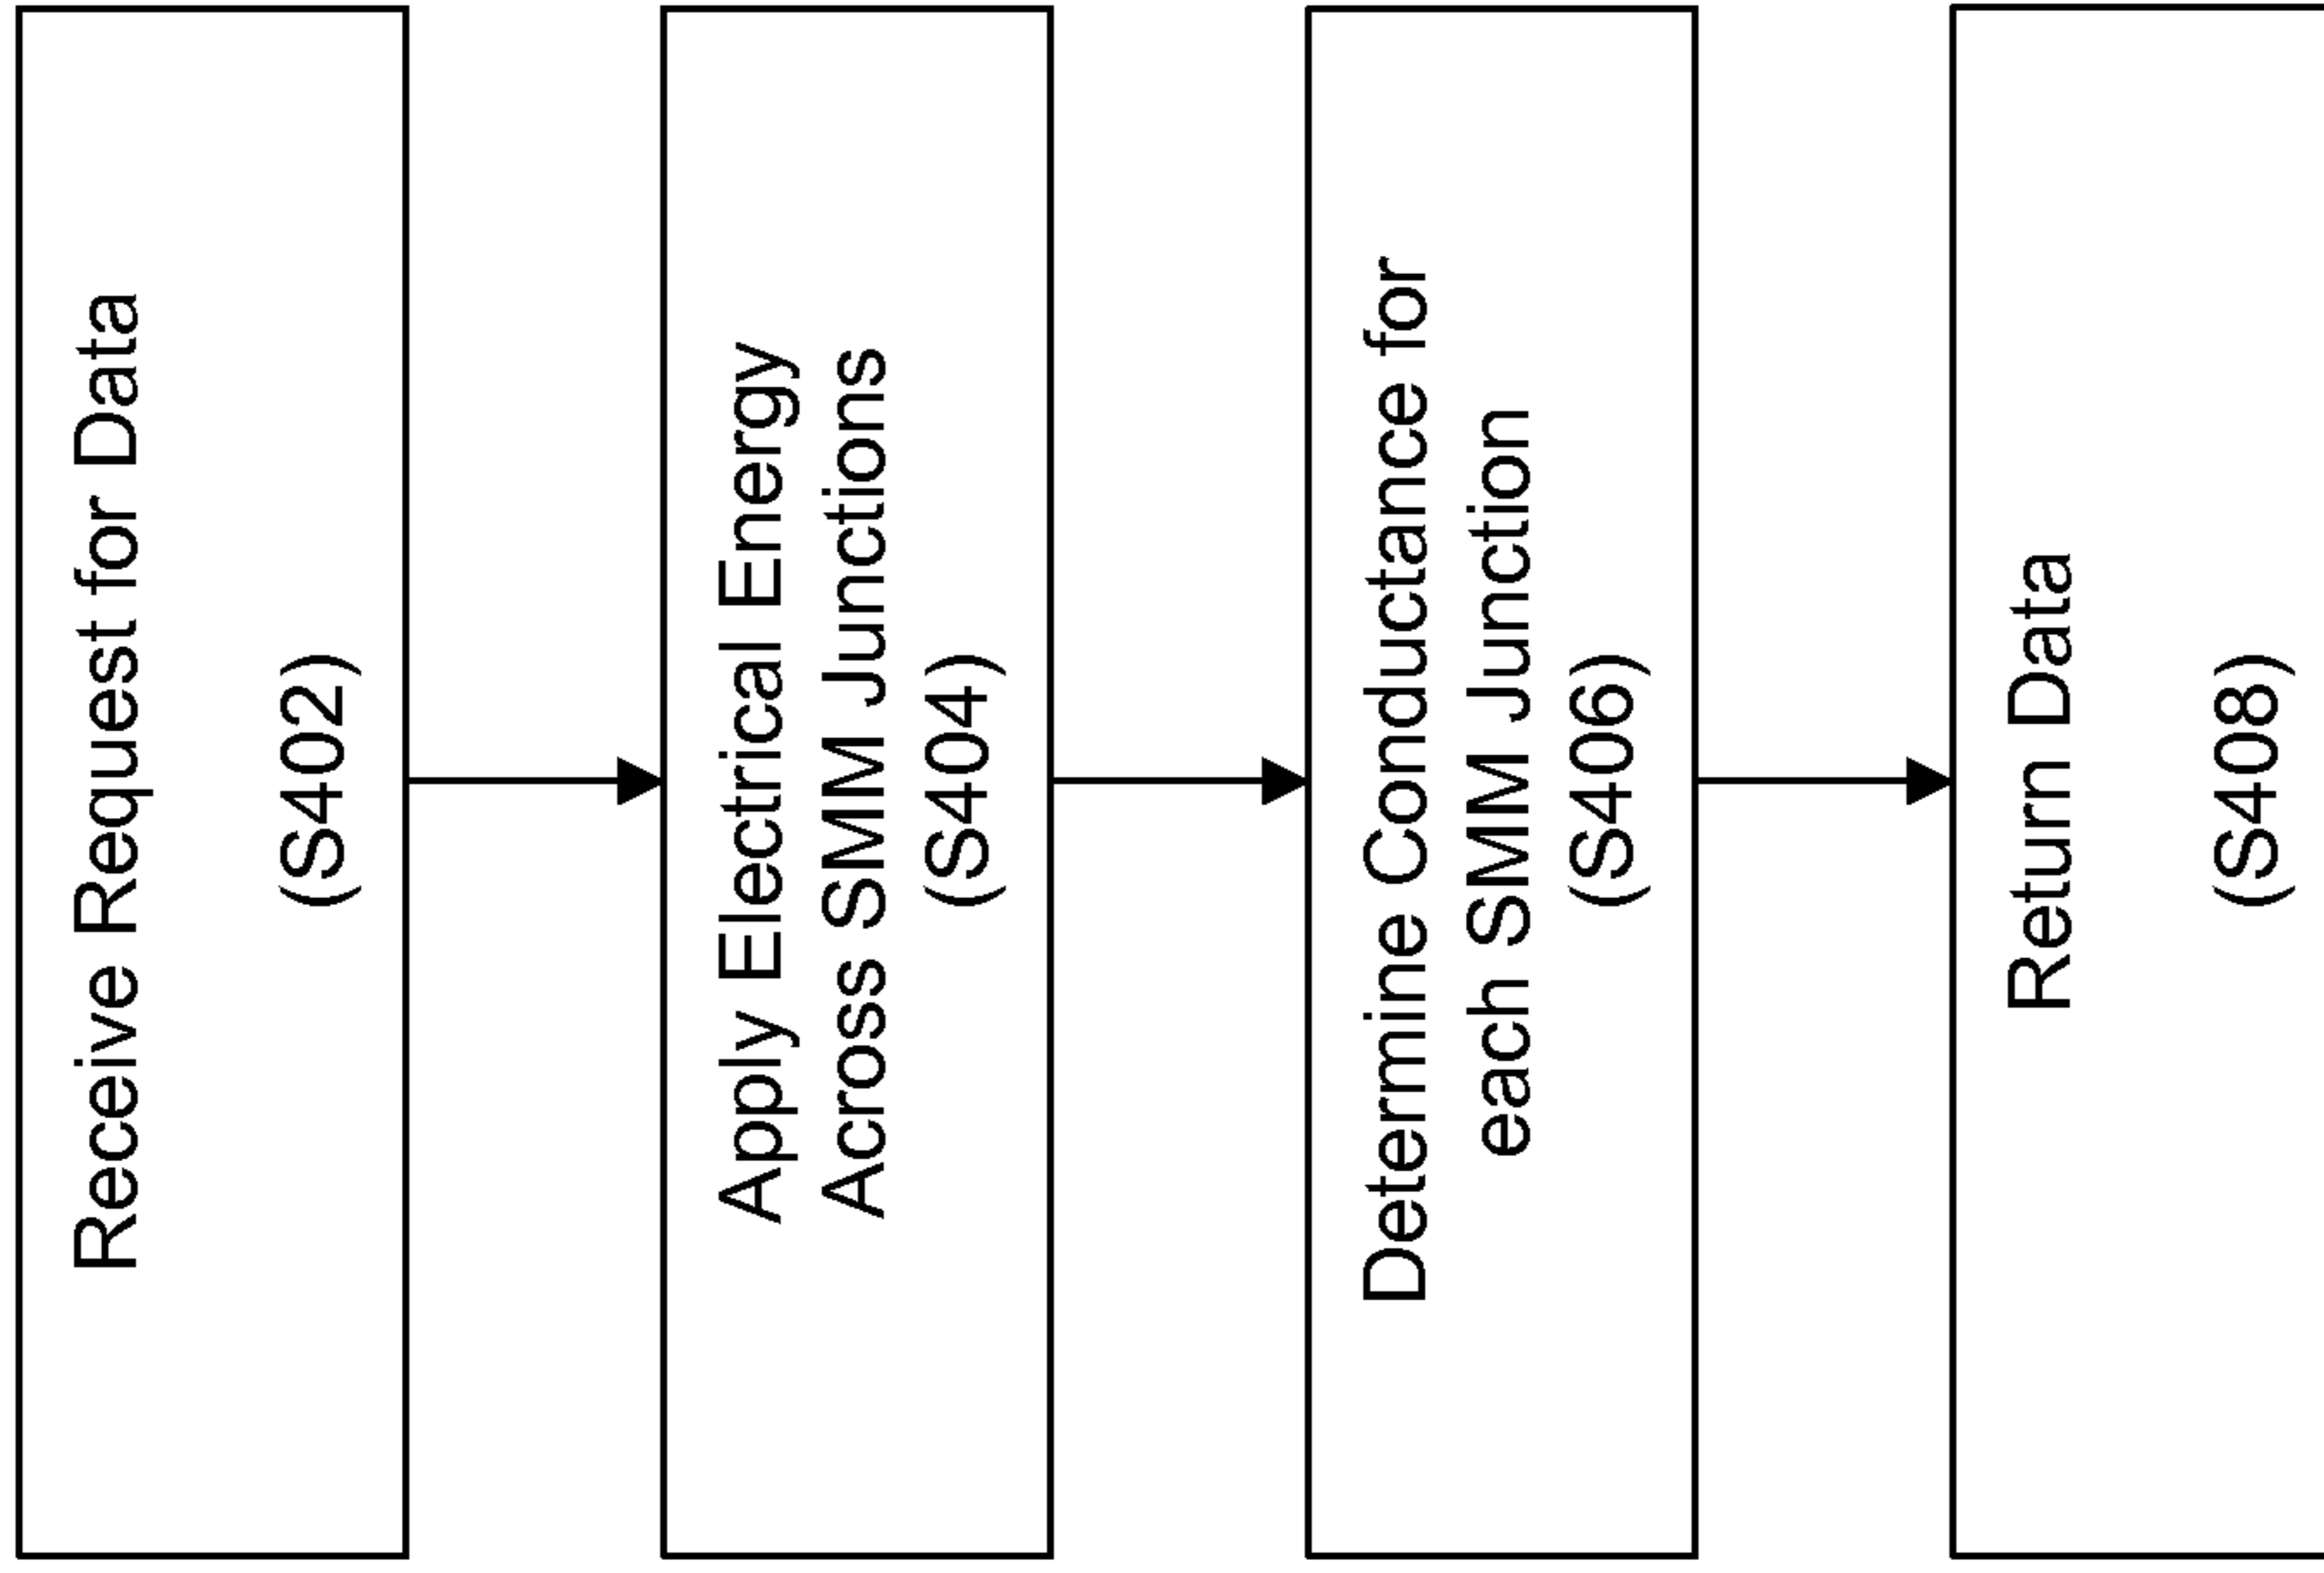 Receive Request for Data
(S402)
Apply Electrical Energy
Across SMM Junctions
(S404)
Determine Conductance for
each SMM Junction
(S406)
Return Data
(S408)